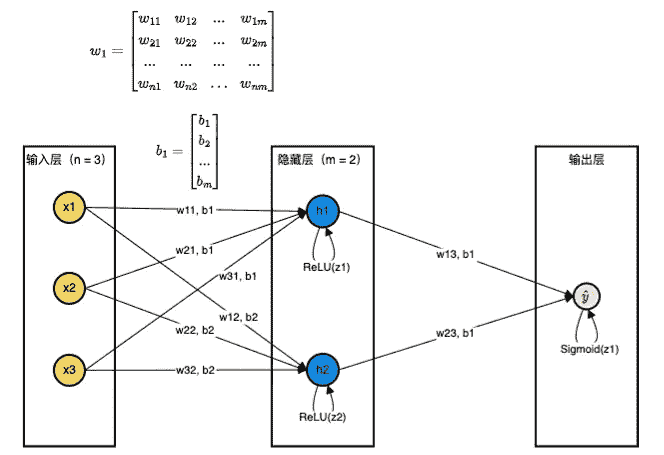 w₁ = [w₁₁ w₁₂ ... w₁ₘ
w₂₁ w₂₂ ... w₂ₘ
... ... ... ...
wₙ₁ wₙ₂ ... wₙₘ]
b₁ = [b₁
b₂
...
bₘ]
输入层（n = 3）
隐藏层（m = 2）
输出层
x1
x2
x3
w11, b1
w21, b1
w31, b1
w12, b2
w22, b2
w32, b2
h1
ReLU(z1)
h2
ReLU(z2)
w13, b1
w23, b1
ŷ
Sigmoid(z1)